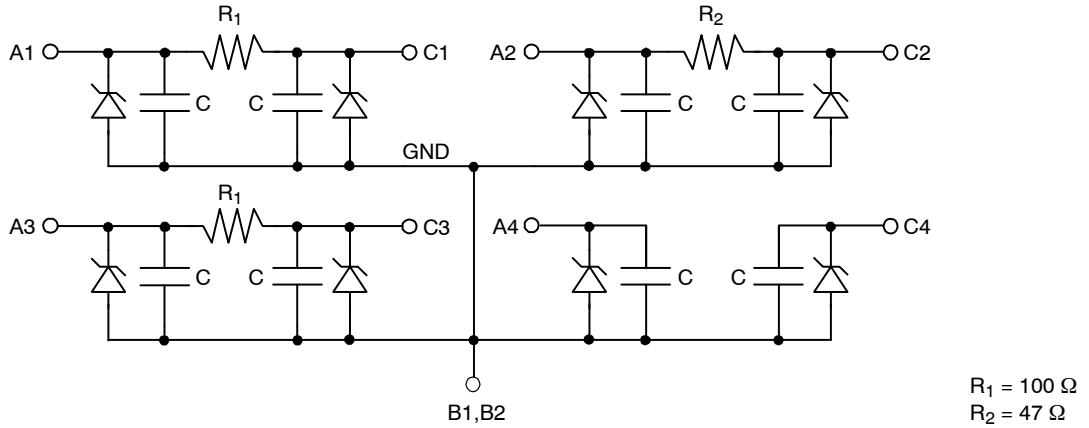 R1 R2
A1 C1 A2 C2
C C C C
GND
R1
A3 C3 A4 C4
C C C C
B1,B2
R1 = 100 Ω
R2 = 47 Ω